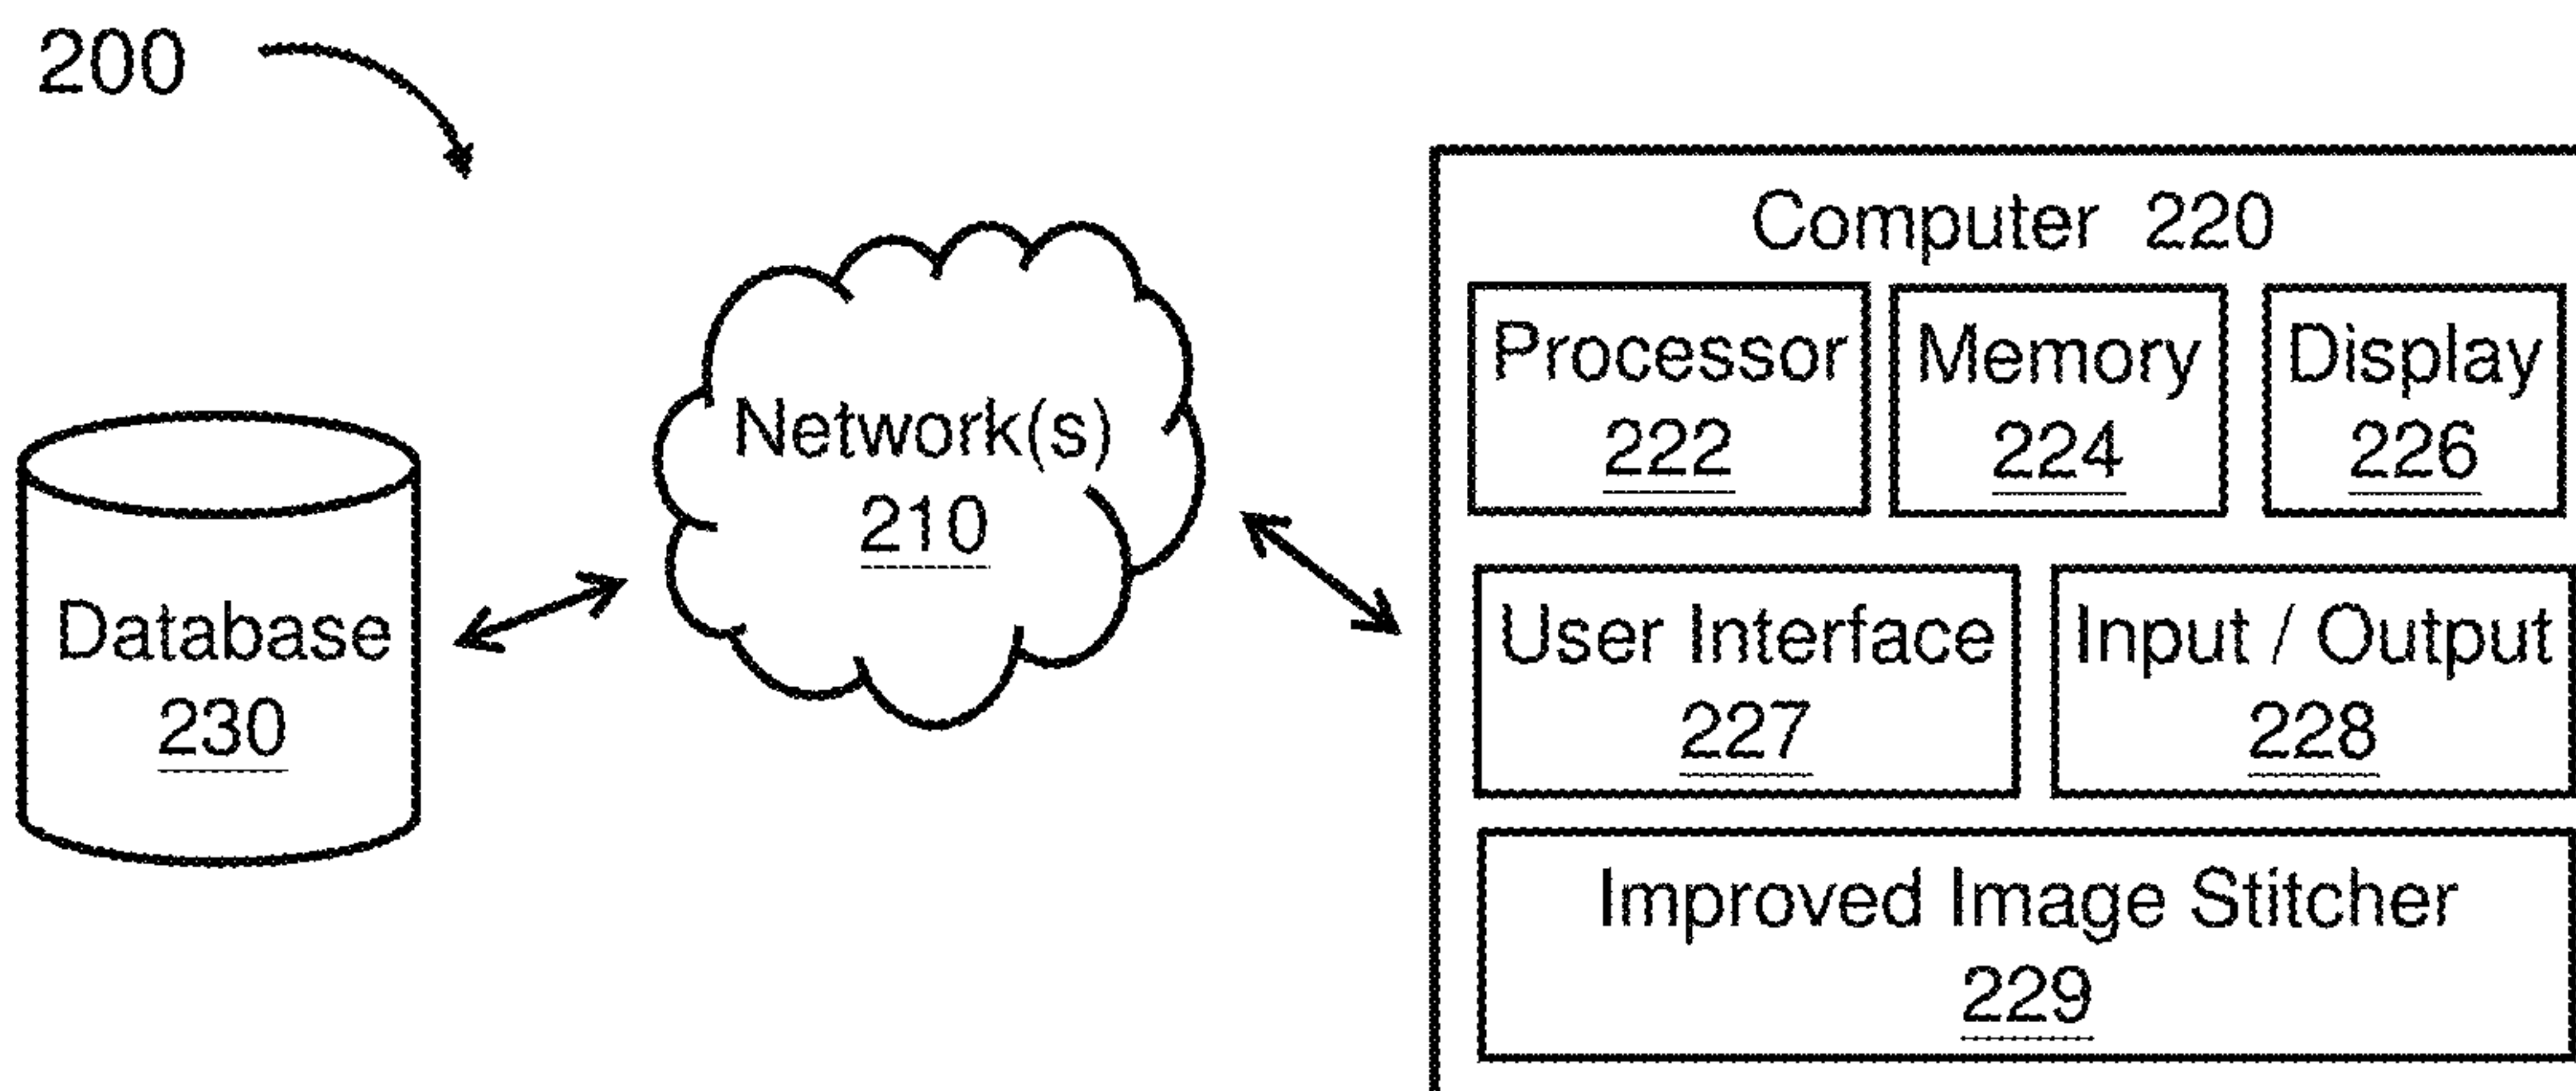 200
Computer 220
Processor
222
Memory
224
Display
226
Network(s)
210
Database
230
User Interface
227
Input / Output
228
Improved Image Stitcher
229